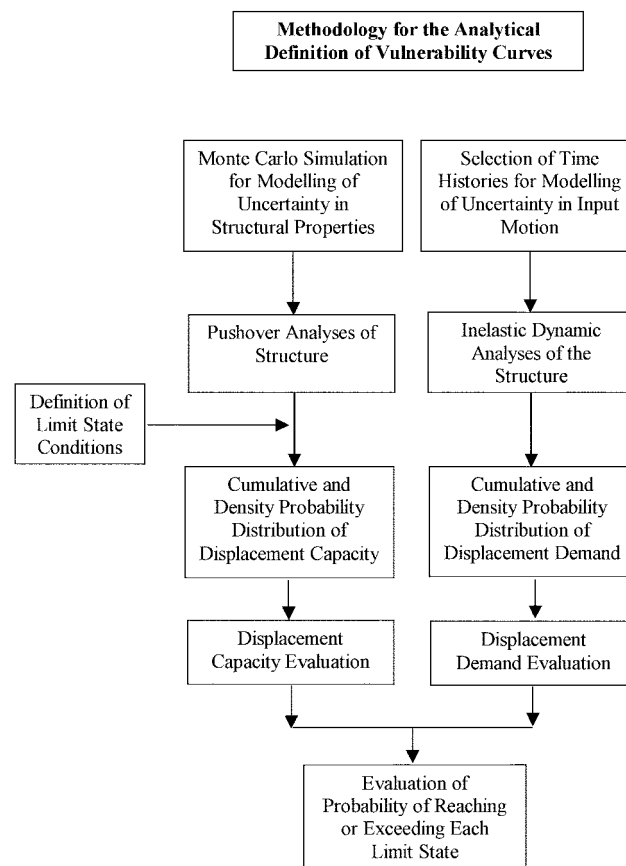 Methodology for the Analytical
Definition of Vulnerability Curves
Monte Carlo Simulation
for Modelling of
Uncertainty in
Structural Properties
Selection of Time
Histories for Modelling
of Uncertainty in Input
Motion
Pushover Analyses of
Structure
Inelastic Dynamic
Analyses of the
Structure
Definition of
Limit State
Conditions
Cumulative and
Density Probability
Distribution of
Displacement Capacity
Cumulative and
Density Probability
Distribution of
Displacement Demand
Displacement
Capacity Evaluation
Displacement
Demand Evaluation
Evaluation of
Probability of Reaching
or Exceeding Each
Limit State